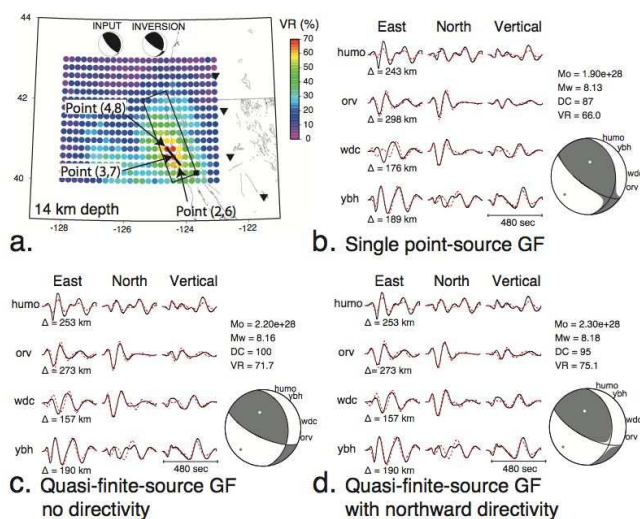 44
42
40
-128
-126
-124
-122
INPUT
INVERSION
VR (%)
70
60
50
40
30
20
10
0
Point (4,8)
Point (3,7)
Point (2,6)
14 km depth
a.
East North Vertical
humo
Δ = 243 km
orv
Δ = 298 km
wdc
Δ = 176 km
ybh
Δ = 189 km
480 sec
Mo = 1.90e+28
Mw = 8.13
DC = 87
VR = 66.0
humo
ybh
wdc
orv
b. Single point-source GF
East North Vertical
humo
Δ = 253 km
orv
Δ = 273 km
wdc
Δ = 157 km
ybh
Δ = 190 km
480 sec
Mo = 2.20e+28
Mw = 8.16
DC = 100
VR = 71.7
humo
ybh
wdc
orv
c. Quasi-finite-source GF
no directivity
East North Vertical
humo
Δ = 253 km
orv
Δ = 273 km
wdc
Δ = 157 km
ybh
Δ = 190 km
480 sec
Mo = 2.30e+28
Mw = 8.18
DC = 95
VR = 75.1
humo
ybh
wdc
orv
d. Quasi-finite-source GF
with northward directivity